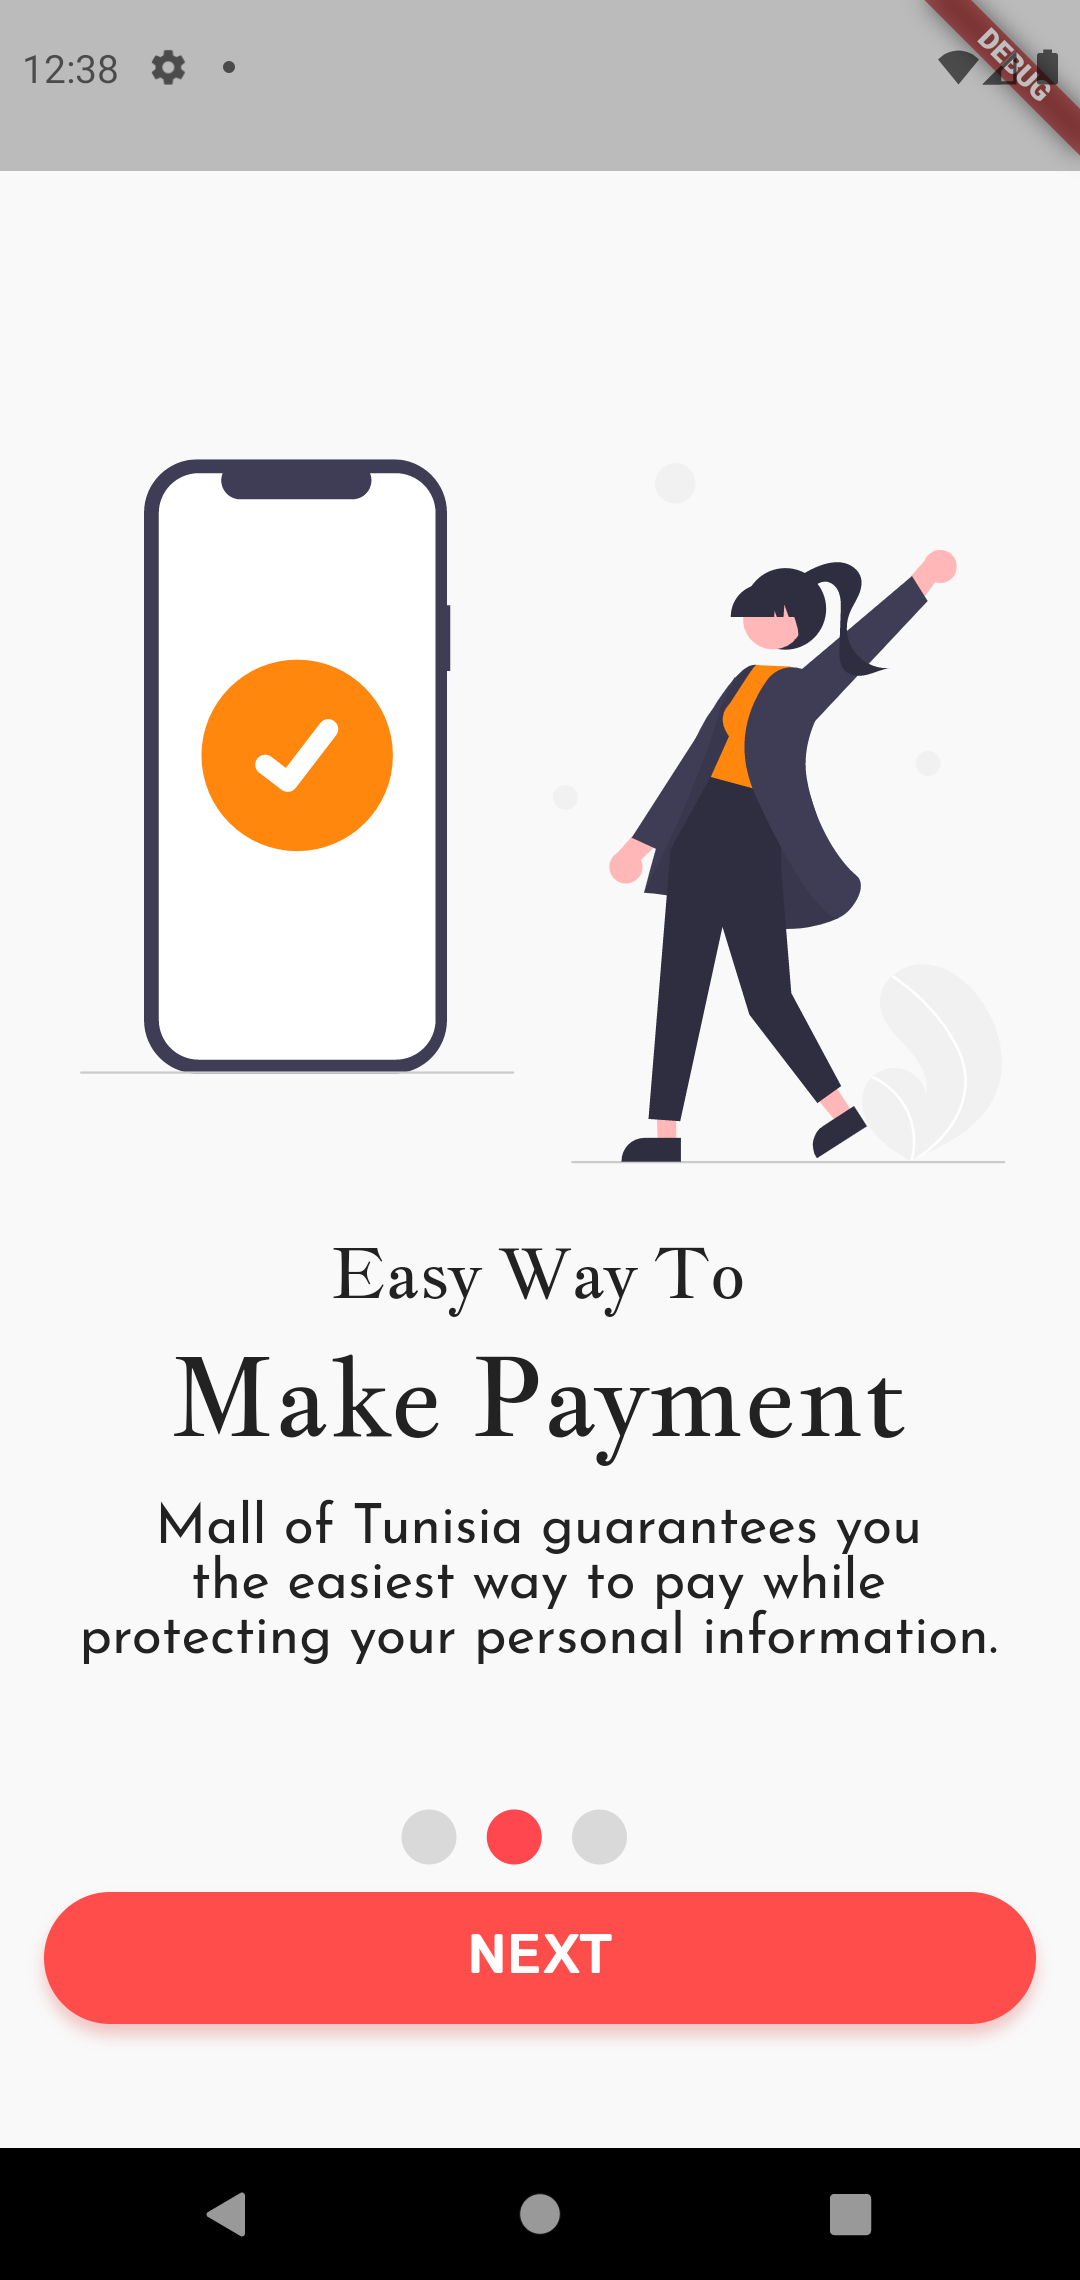 12:38
DEBUG
Easy Way To
Make Payment
Mall of Tunisia guarantees you
the easiest way to pay while
protecting your personal information.
NEXT